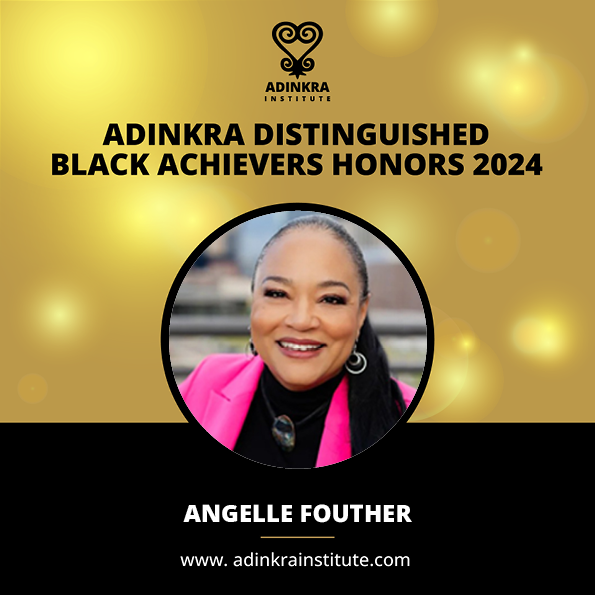 ADINKRA
INSTITUTE
ADINKRA DISTINGUISHED
BLACK ACHIEVERS HONORS 2024
ANGELLE FOUTHER
www. adinkrainstitute.com